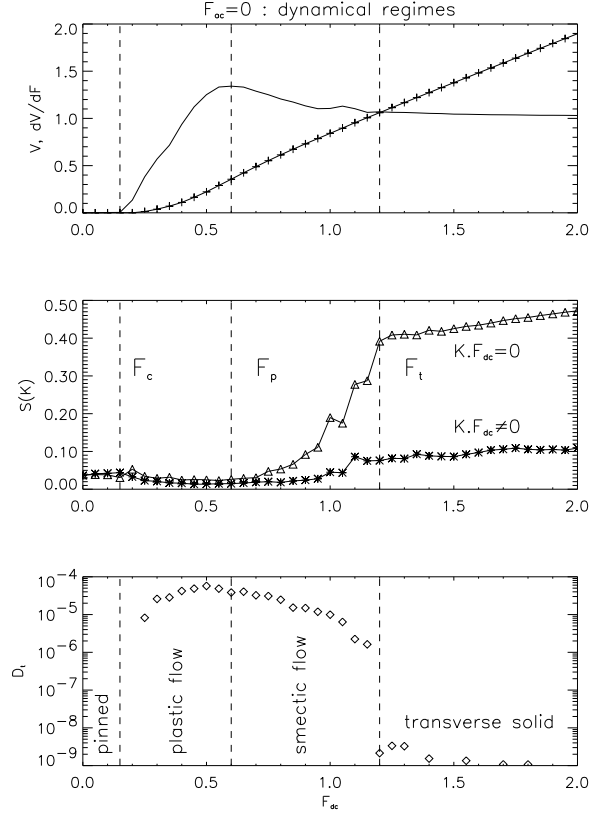 F_ac=0 : dynamical regimes
2.0
1.5
1.0
0.5
0.0
V, dV/dF
0.0 0.5 1.0 1.5 2.0
0.50
0.40
0.30
0.20
0.10
0.00
S(K)
F_c F_p F_t
K.F_dc=0
K.F_dc≠0
0.0 0.5 1.0 1.5 2.0
10^-4
10^-5
10^-6
10^-7
10^-8
10^-9
D_t
pinned
plastic flow
smectic flow
transverse solid
0.0 0.5 1.0 1.5 2.0
F_dc